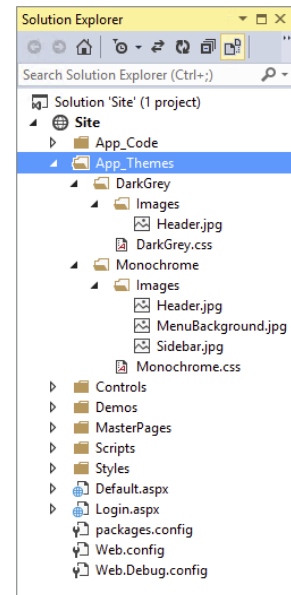 Solution Explorer
Search Solution Explorer (Ctrl+;)
Solution 'Site' (1 project)
Site
App_Code
App_Themes
DarkGrey
Images
Header.jpg
DarkGrey.css
Monochrome
Images
Header.jpg
MenuBackground.jpg
Sidebar.jpg
Monochrome.css
Controls
Demos
MasterPages
Scripts
Styles
Default.aspx
Login.aspx
packages.config
Web.config
Web.Debug.config